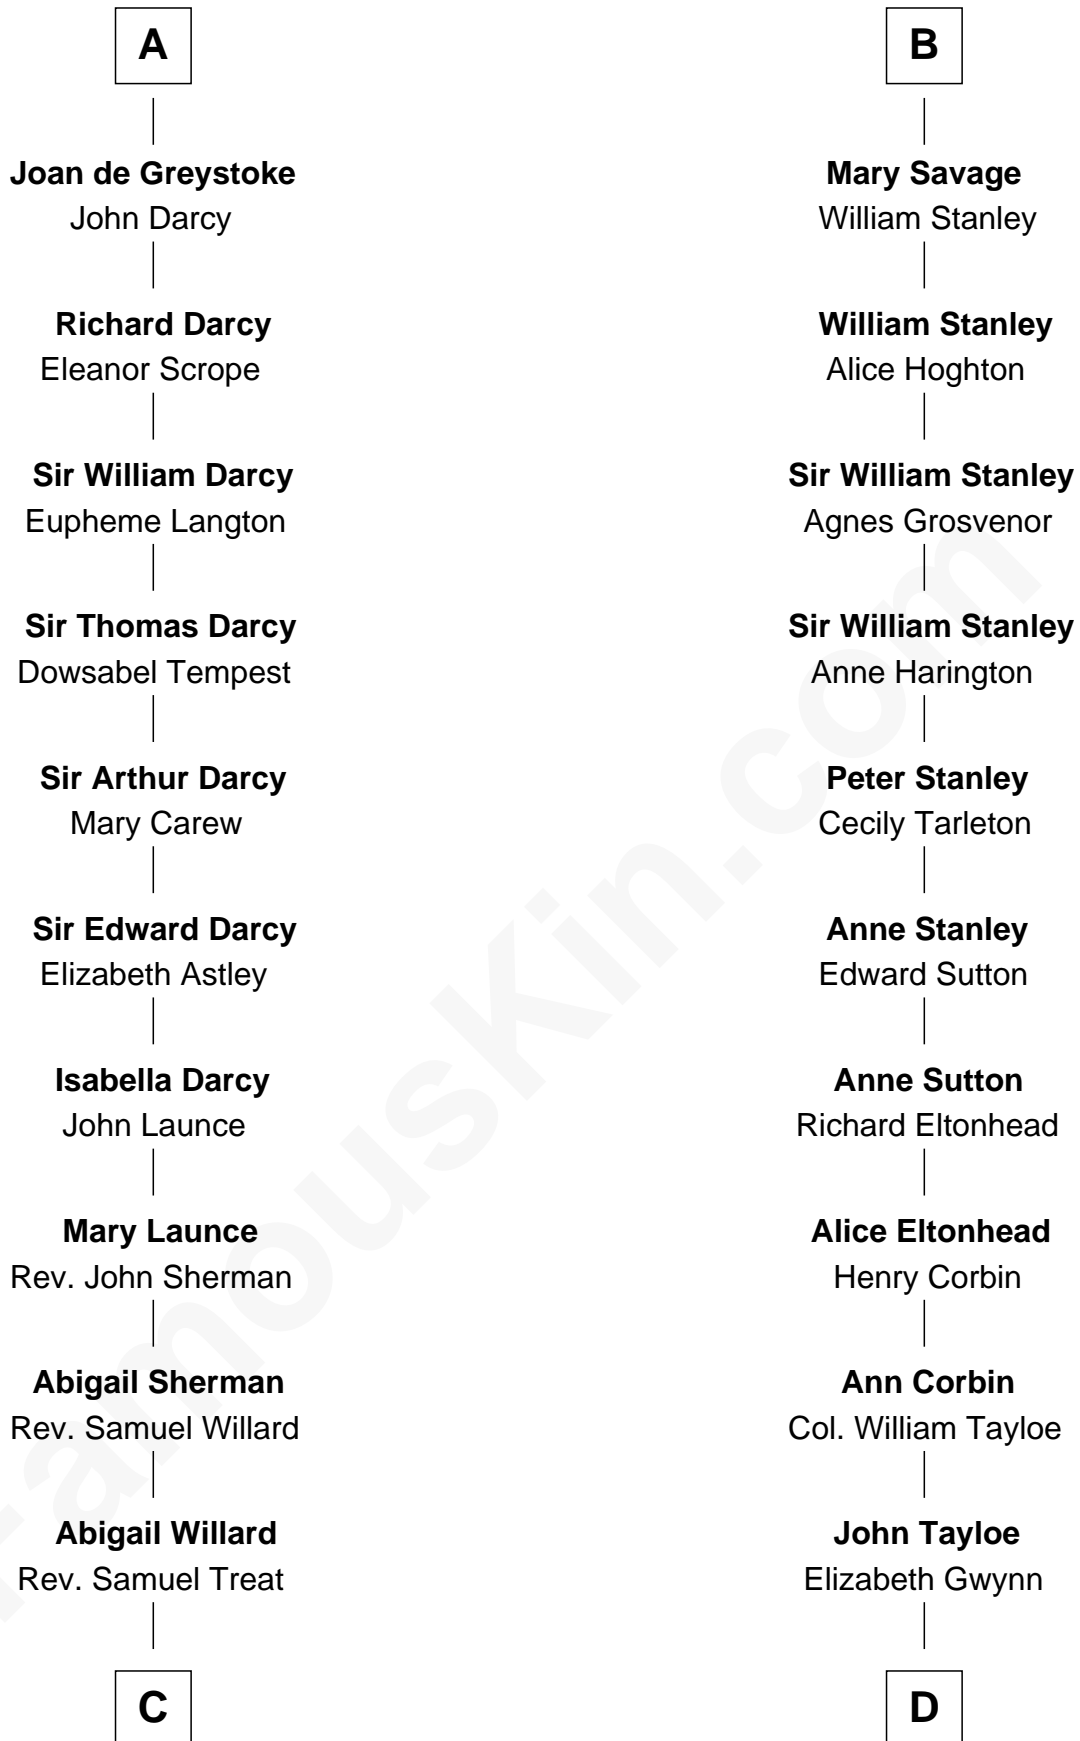 A
Joan de Greystoke
John Darcy
Richard Darcy
Eleanor Scrope
Sir William Darcy
Eupheme Langton
Sir Thomas Darcy
Dowsabel Tempest
Sir Arthur Darcy
Mary Carew
Sir Edward Darcy
Elizabeth Astley
Isabella Darcy
John Launce
Mary Launce
Rev. John Sherman
Abigail Sherman
Rev. Samuel Willard
Abigail Willard
Rev. Samuel Treat
C
B
Mary Savage
William Stanley
William Stanley
Alice Hoghton
Sir William Stanley
Agnes Grosvenor
Sir William Stanley
Anne Harington
Peter Stanley
Cecily Tarleton
Anne Stanley
Edward Sutton
Anne Sutton
Richard Eltonhead
Alice Eltonhead
Henry Corbin
Ann Corbin
Col. William Tayloe
John Tayloe
Elizabeth Gwynn
D
FamousKin.com